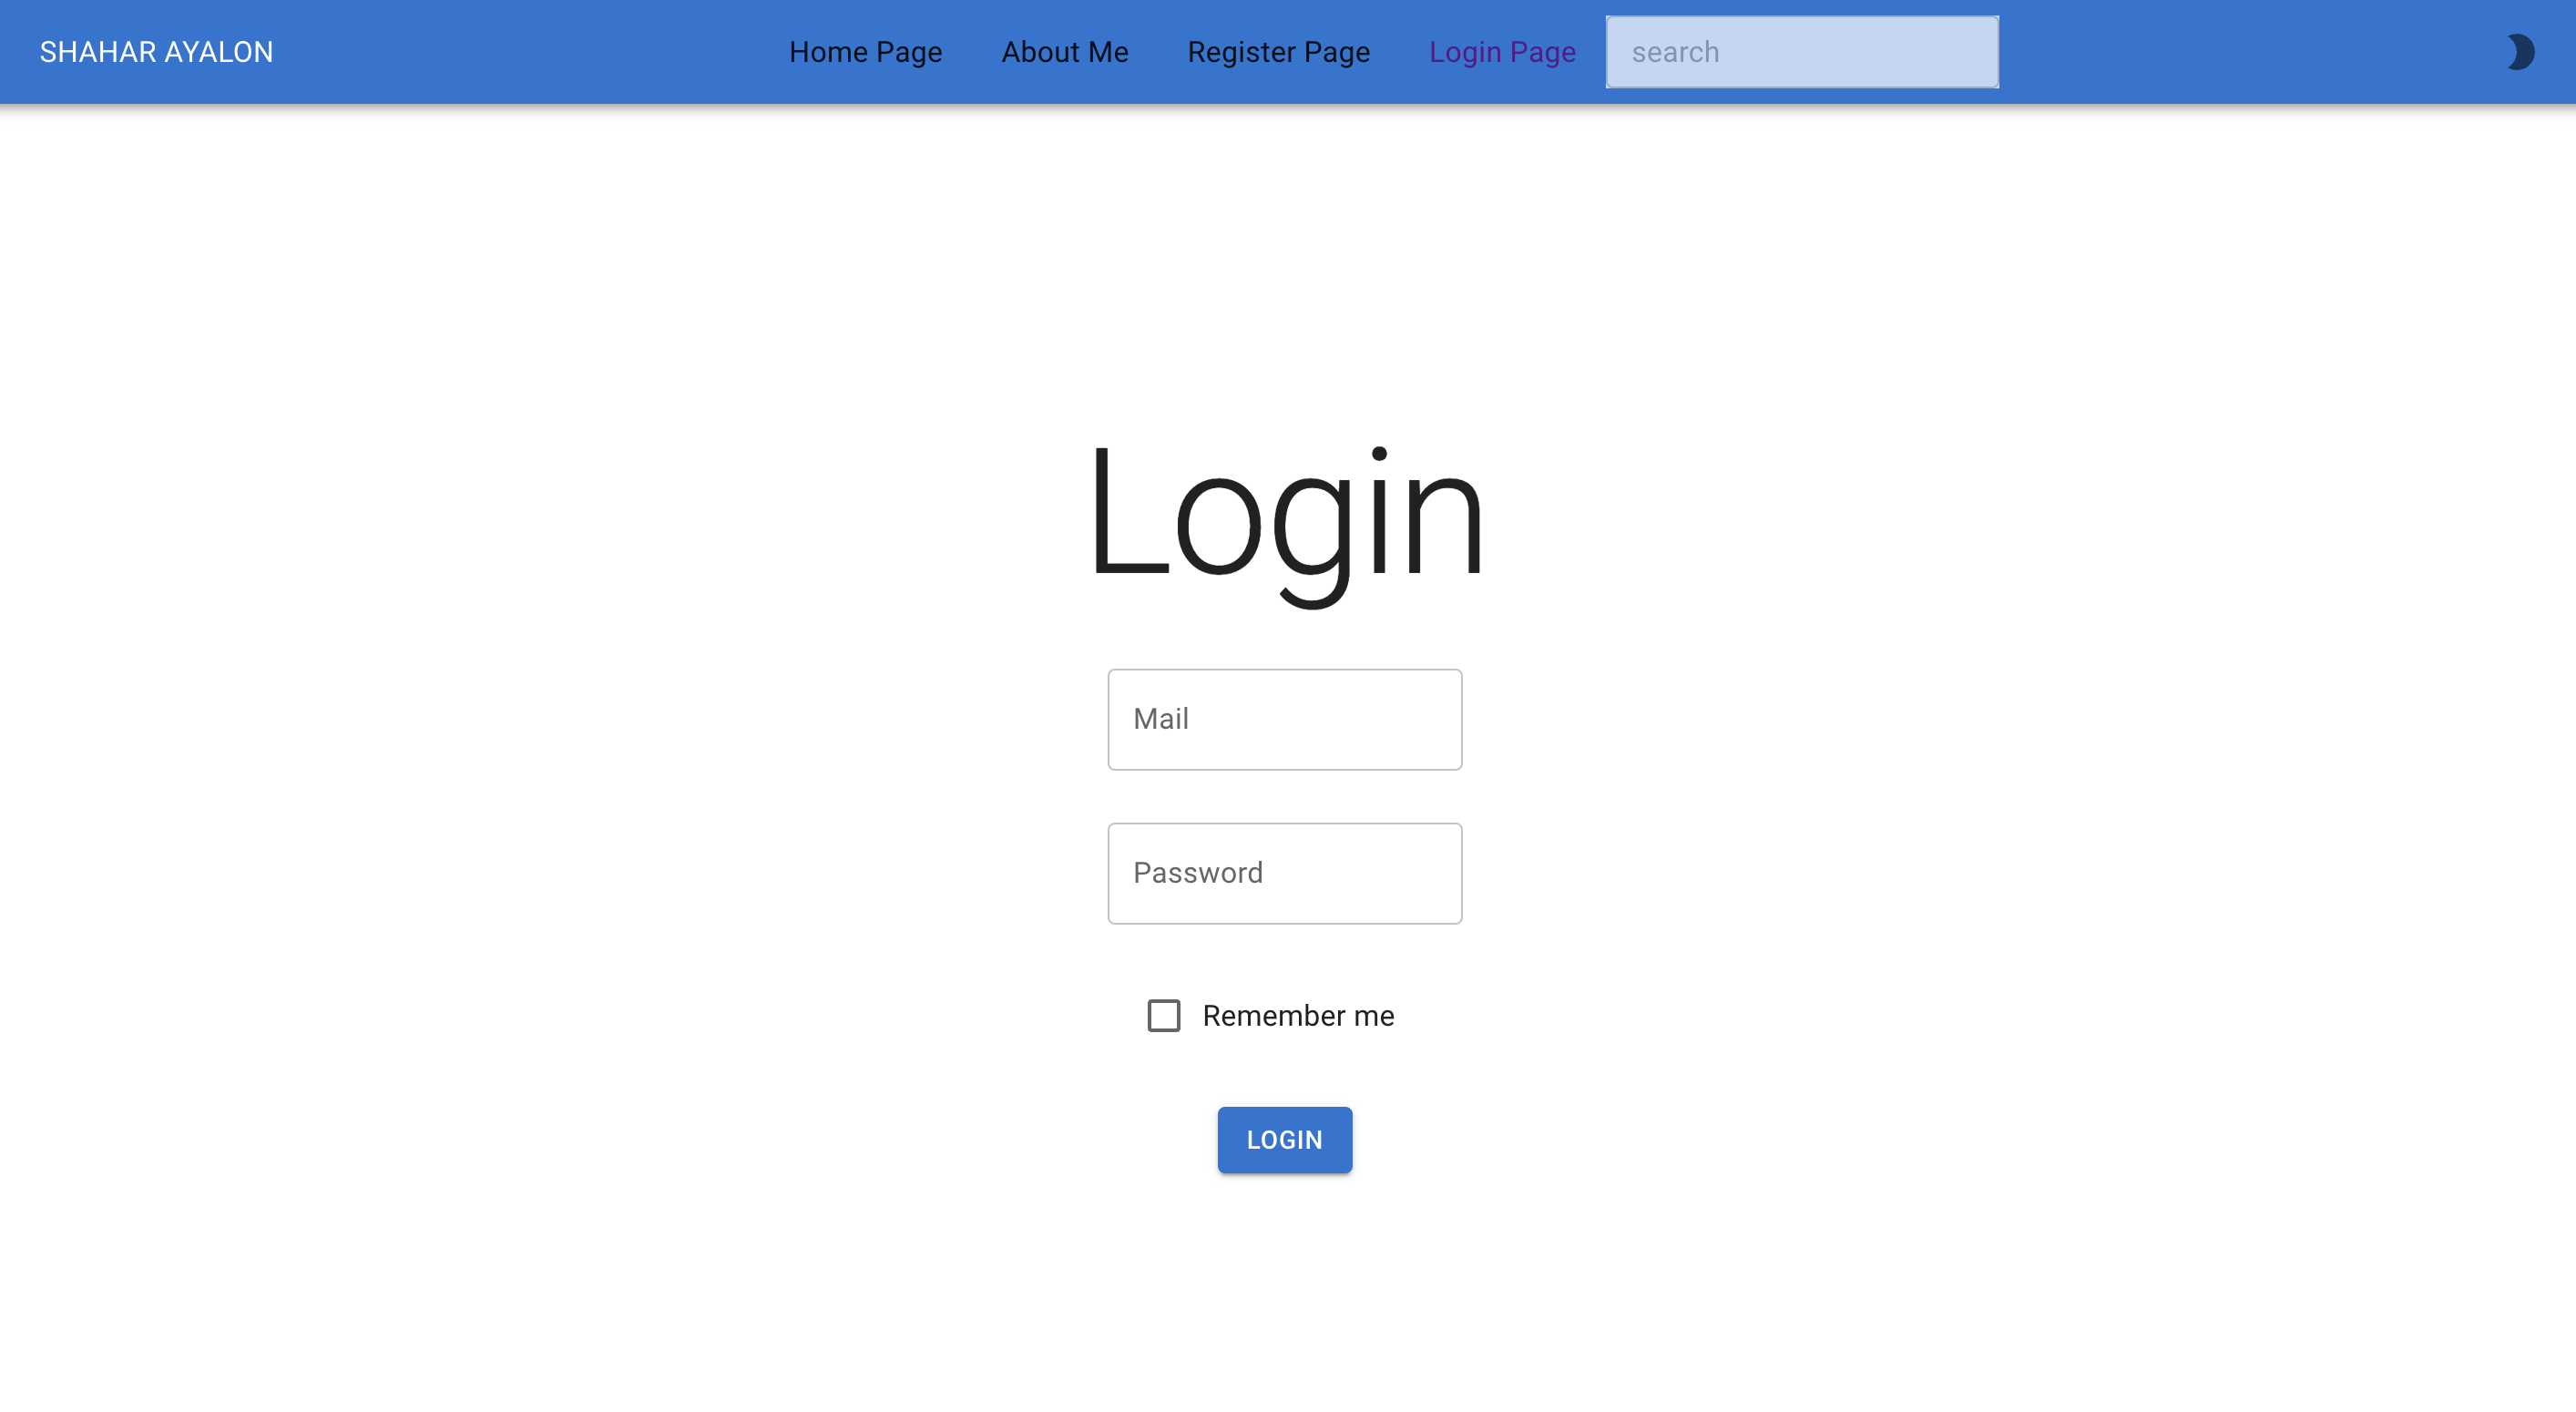 SHAHAR AYALON Home Page About Me Register Page Login Page search
Login
Mail
Password
Remember me
LOGIN